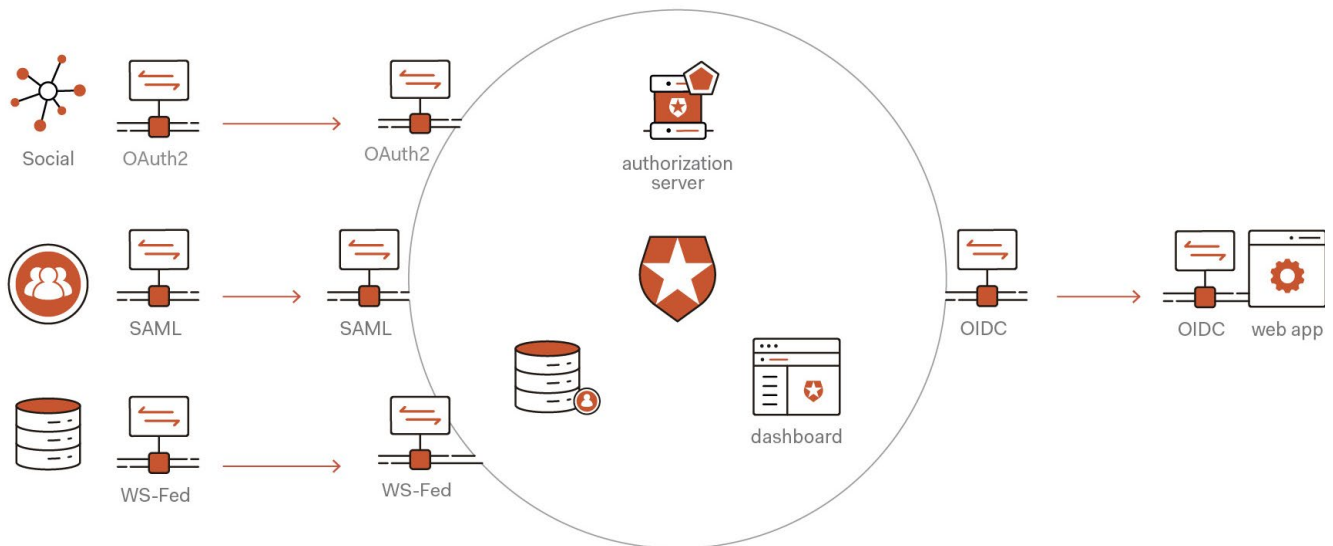 Social
OAuth2
OAuth2
authorization
server
SAML
SAML
OIDC
OIDC
web app
dashboard
WS-Fed
WS-Fed